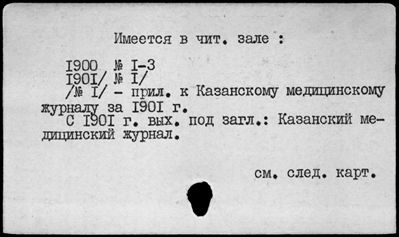 Имеется в чит. зале :
1900 № 1-3
1901/ № 1/
/№ 1/ - прил. к Казанскому медицинскому
журналу за 1901 г.
С 1901 г. вых. под загл.: Казанский ме-
дицинский журнал.
см. след. карт.